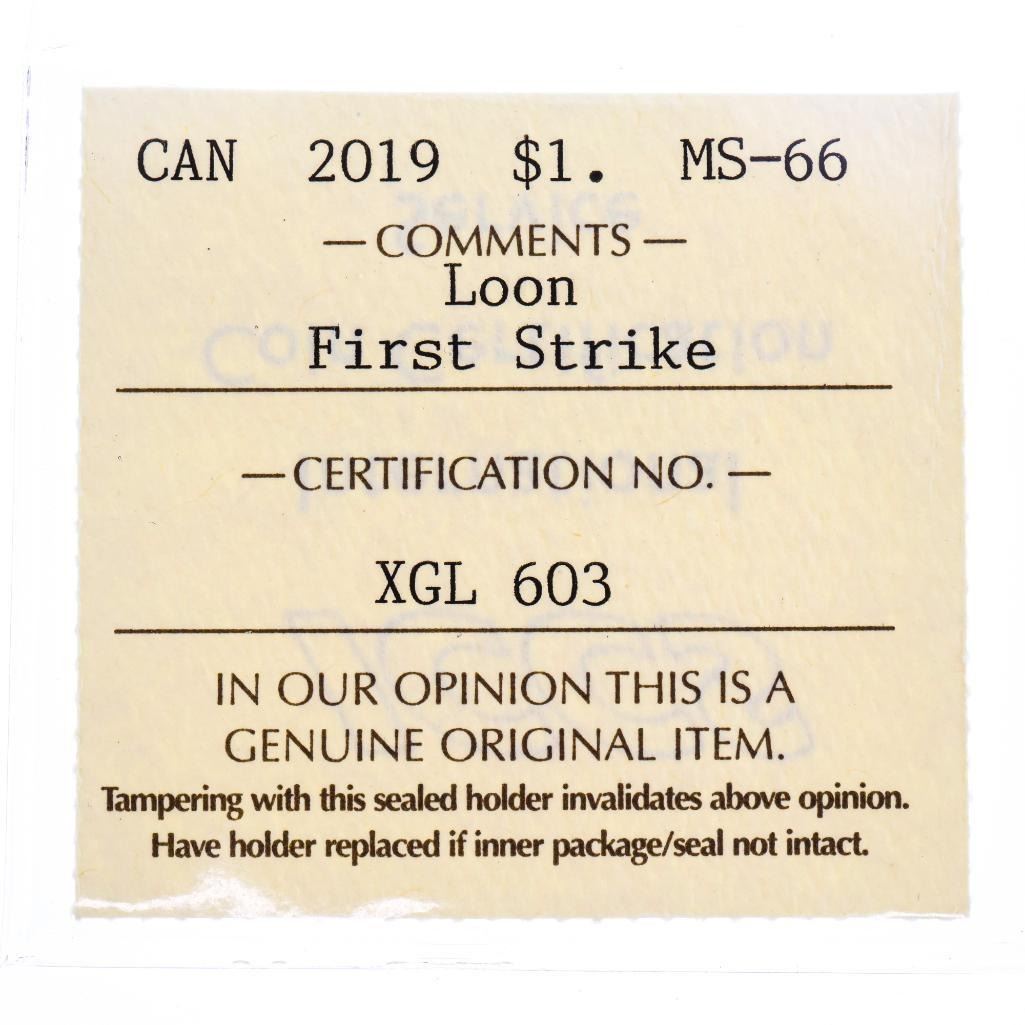 CAN 2019 $1. MS-66
— COMMENTS —
Loon
First Strike
— CERTIFICATION NO. —
XGL 603
IN OUR OPINION THIS IS A
GENUINE ORIGINAL ITEM.
Tampering with this sealed holder invalidates above opinion.
Have holder replaced if inner package/seal not intact.